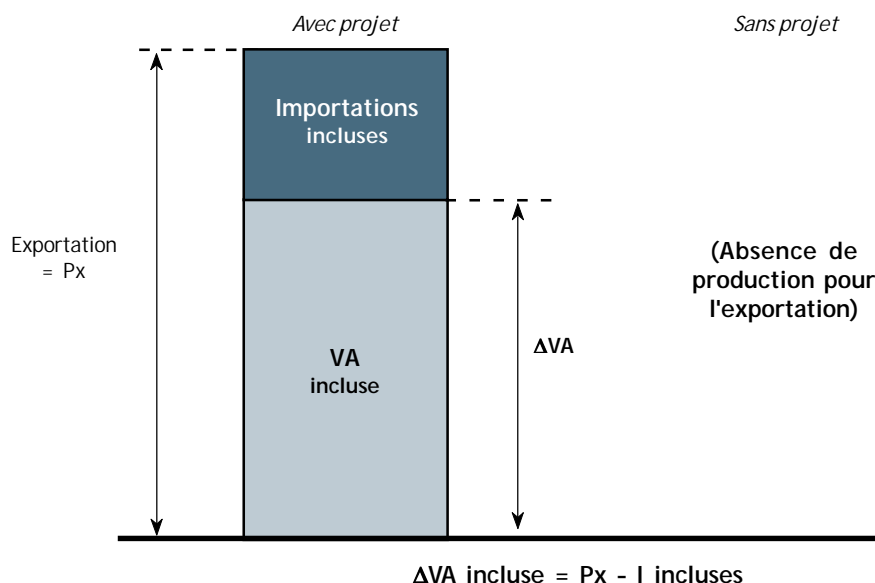 Avec projet
Sans projet
Importations
incluses
Exportation
= Px
(Absence de
production pour
l'exportation)
ΔVA
VA
incluse
ΔVA incluse = Px - I incluses